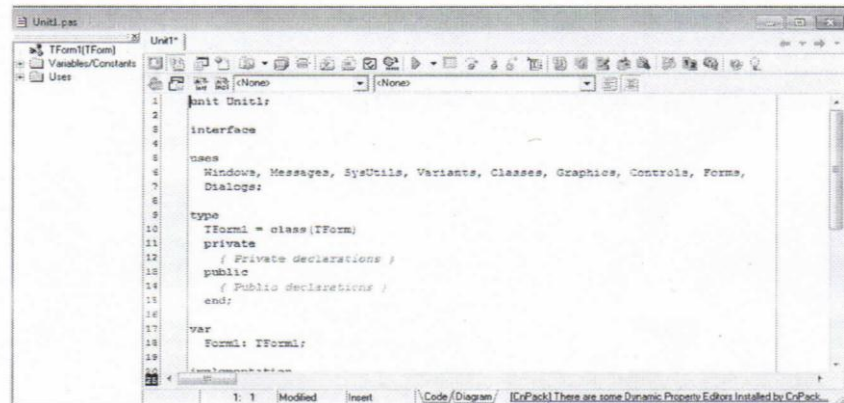 Unit1.pas
TForm1(TForm)
Variables/Constants
Uses
Unit1*
<None>
<None>
1 unit Unit1;
2
3 interface
4
5 uses
6 Windows, Messages, SysUtils, Variants, Classes, Graphics, Controls, Forms,
7 Dialogs;
8
9 type
10 TForm1 = class(TForm)
11 private
12 { Private declarations }
13 public
14 { Public declarations }
15 end;
16
17 var
18 Form1: TForm1;
19
20 implementation
1: 1 Modified Insert \Code/Diagram/ [CnPack] There are some Dynamic Property Editors Installed by CnPack...